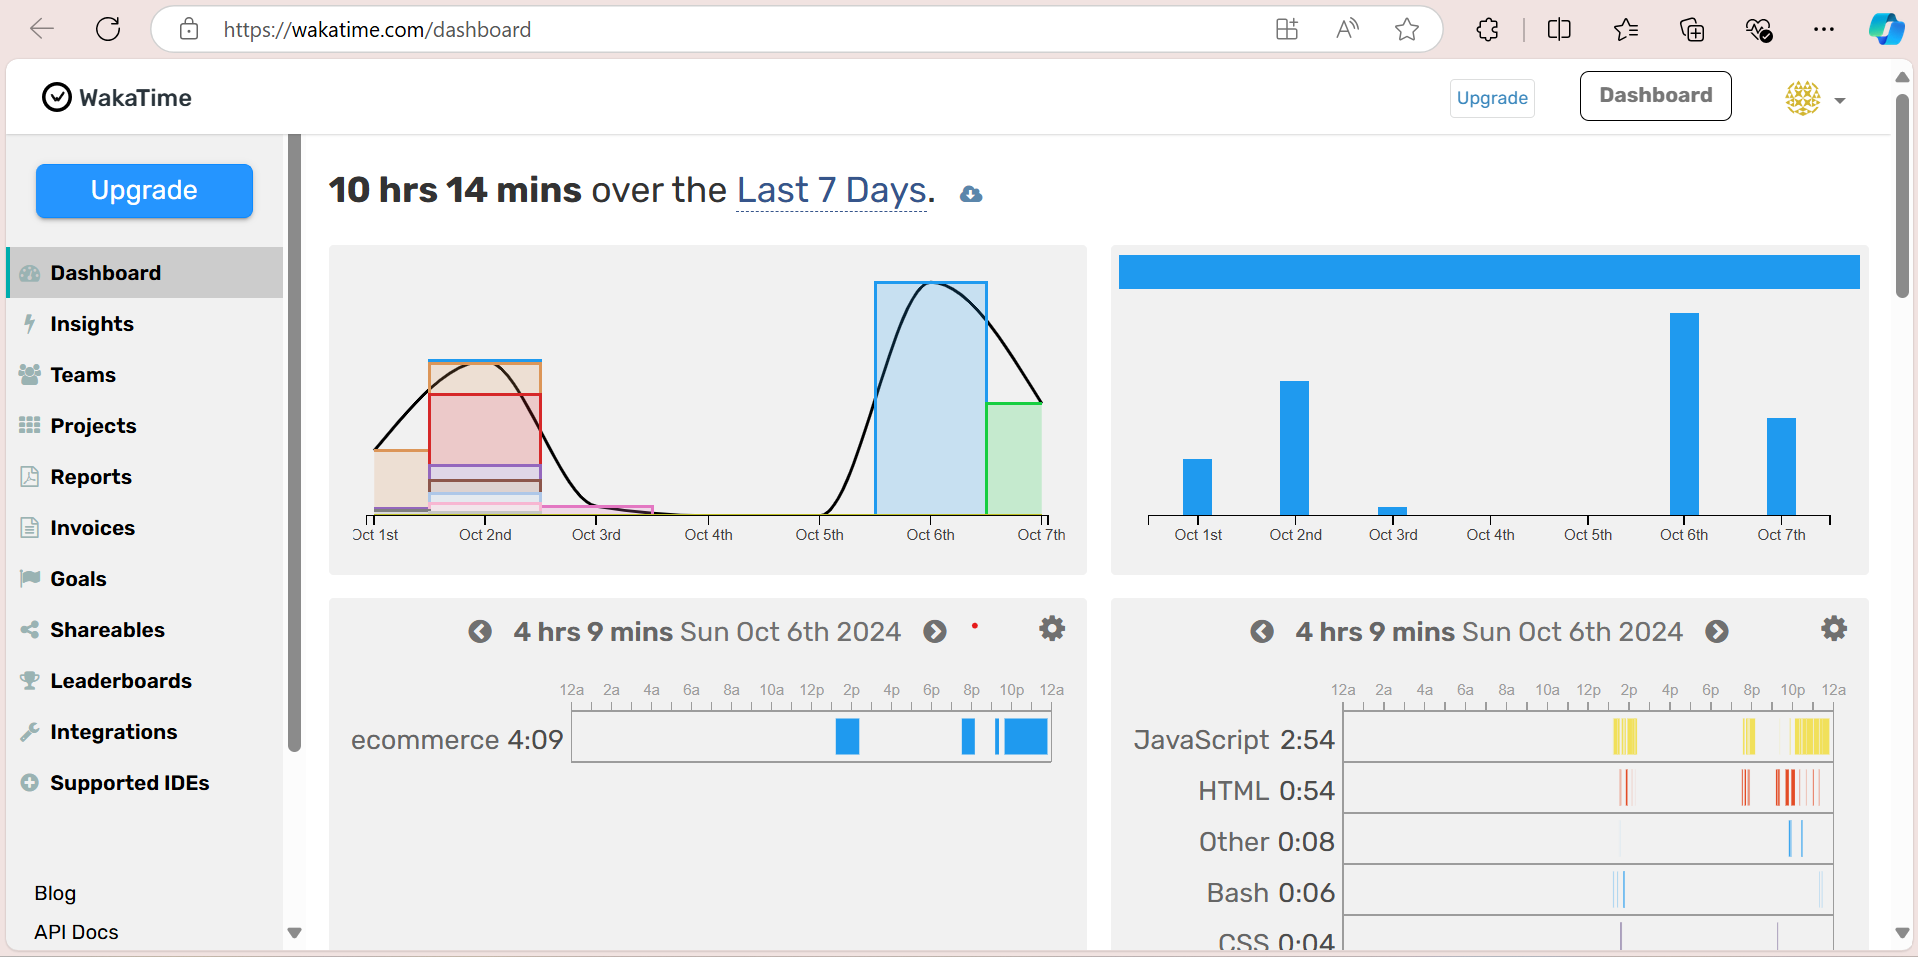 https://wakatime.com/dashboard
WakaTime
Upgrade
Dashboard
Upgrade
Dashboard
Insights
Teams
Projects
Reports
Invoices
Goals
Shareables
Leaderboards
Integrations
Supported IDEs
Blog
API Docs
10 hrs 14 mins over the Last 7 Days.
Oct 1st Oct 2nd Oct 3rd Oct 4th Oct 5th Oct 6th Oct 7th
Oct 1st Oct 2nd Oct 3rd Oct 4th Oct 5th Oct 6th Oct 7th
4 hrs 9 mins Sun Oct 6th 2024
12a 2a 4a 6a 8a 10a 12p 2p 4p 6p 8p 10p 12a
ecommerce 4:09
4 hrs 9 mins Sun Oct 6th 2024
12a 2a 4a 6a 8a 10a 12p 2p 4p 6p 8p 10p 12a
JavaScript 2:54
HTML 0:54
Other 0:08
Bash 0:06
CSS 0:04